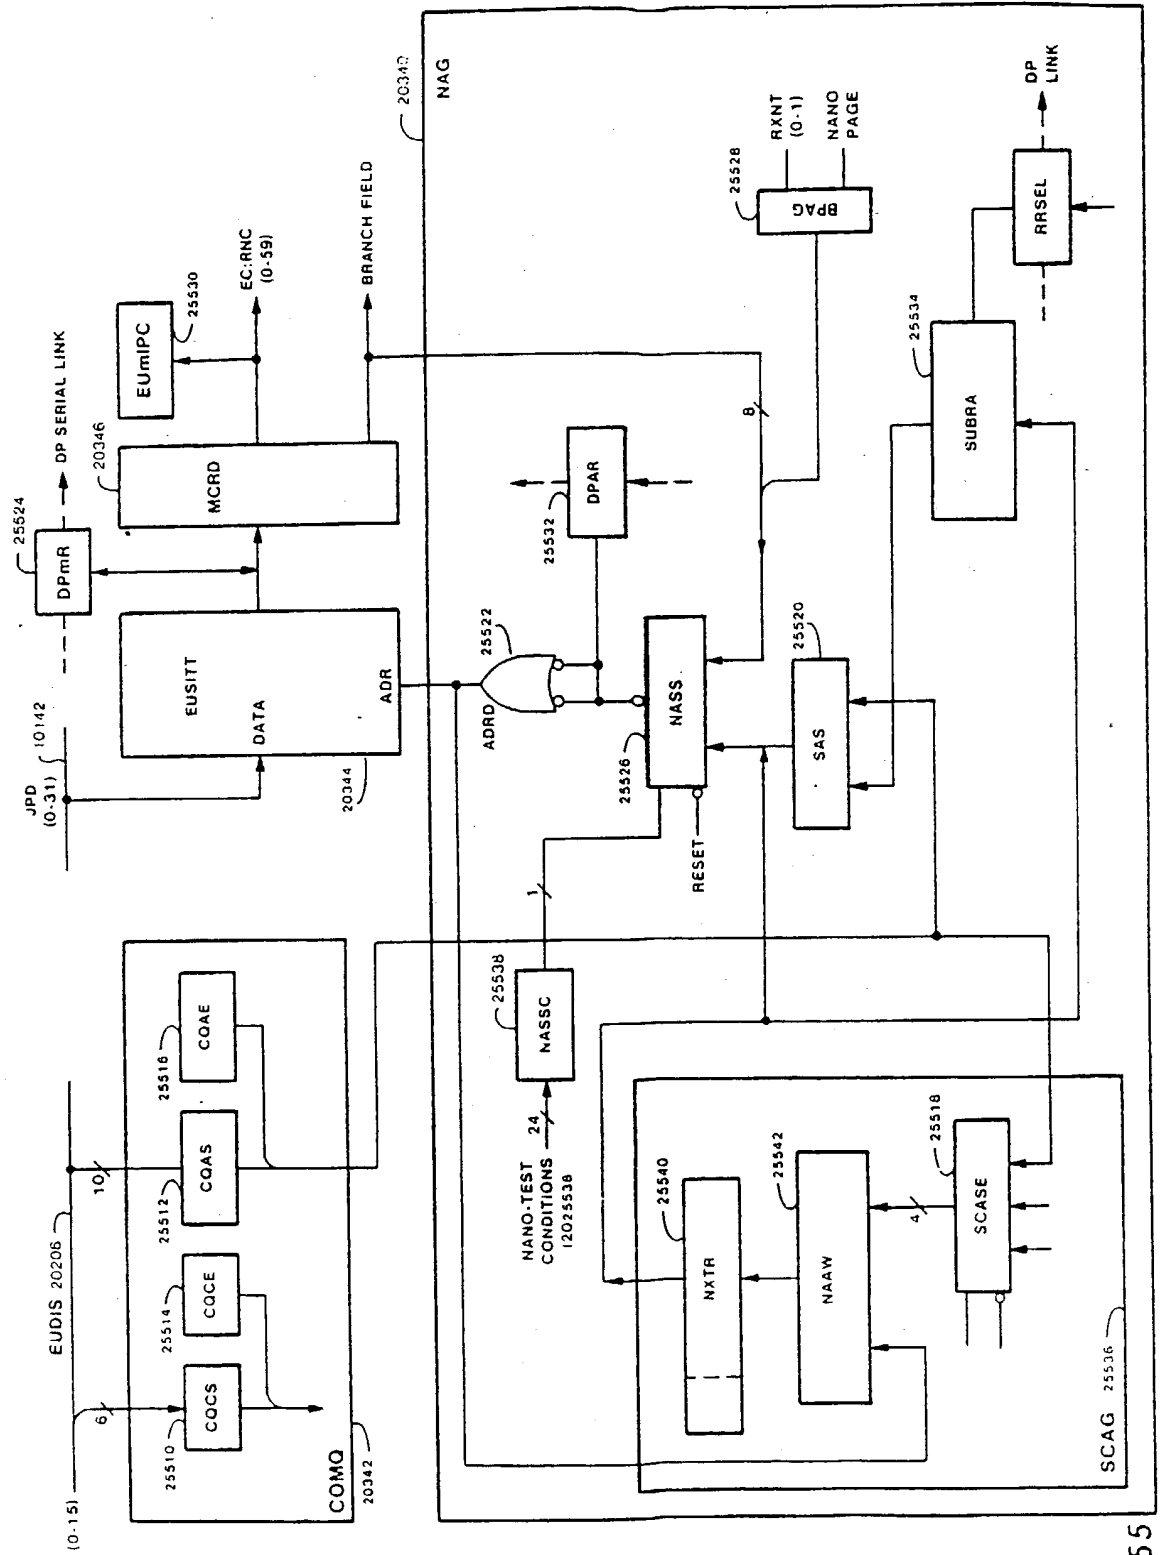 EUDIS 20206
(0-15)
6
10
25510
CQCS
25514
CQCE
25512
CQAS
25516
CQAE
COMQ
20342
JPD
(0-31)
10142
25524
DPmR
DP SERIAL LINK
EUSITT
DATA
ADR
20344
20346
MCRD
EUmIPC
25530
EC:RNC
(0-59)
BRANCH FIELD
20340
NAG
ADRD
25522
25532
DPAR
8
25528
BPAG
RXNT
(0-1)
NANO
PAGE
NASSC
25538
1
24
NANO-TEST
CONDITIONS
12025538
25526
NASS
RESET
SAS
25520
SUBRA
25534
RRSEL
DP
LINK
NXTR
25540
NAAW
25542
4
SCASE
25518
SCAG
25536
55